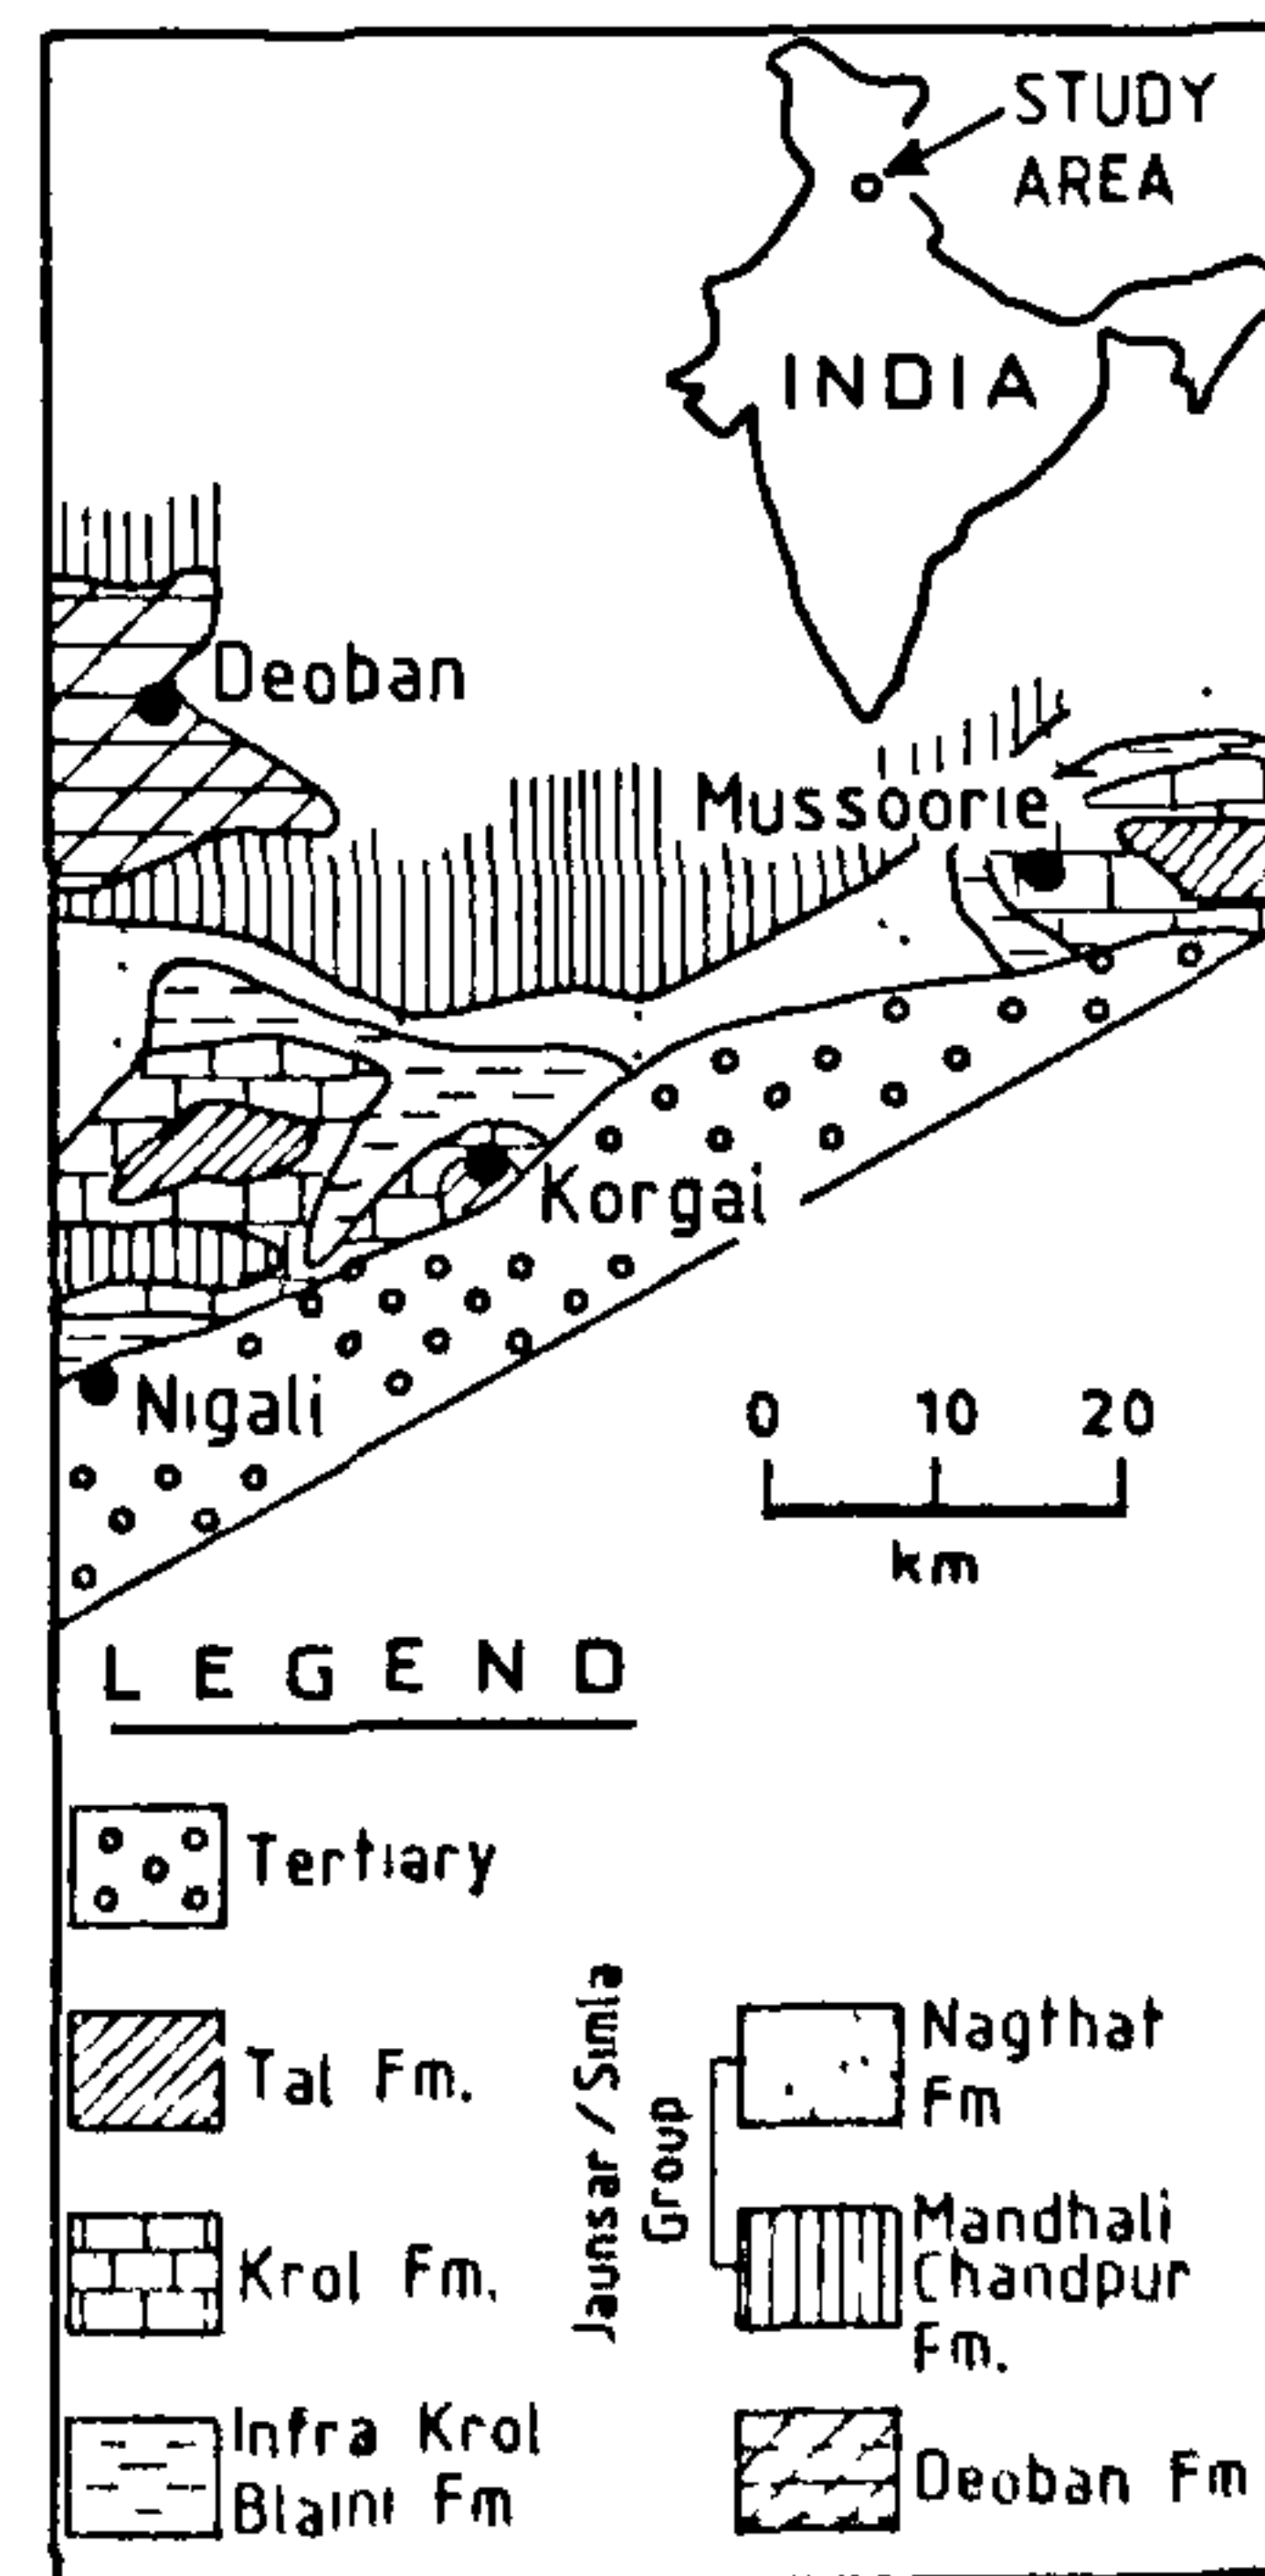 STUDY
AREA
INDIA
Deoban
Mussoorie
Korgai
Nigali
0 10 20
km
LEGEND
Tertiary
Tal Fm.
Krol Fm.
Infra Krol
Blaini Fm
Jaunsar / Simla
Group
Nagthat
Fm
Mandhali
Chandpur
Fm.
Deoban Fm